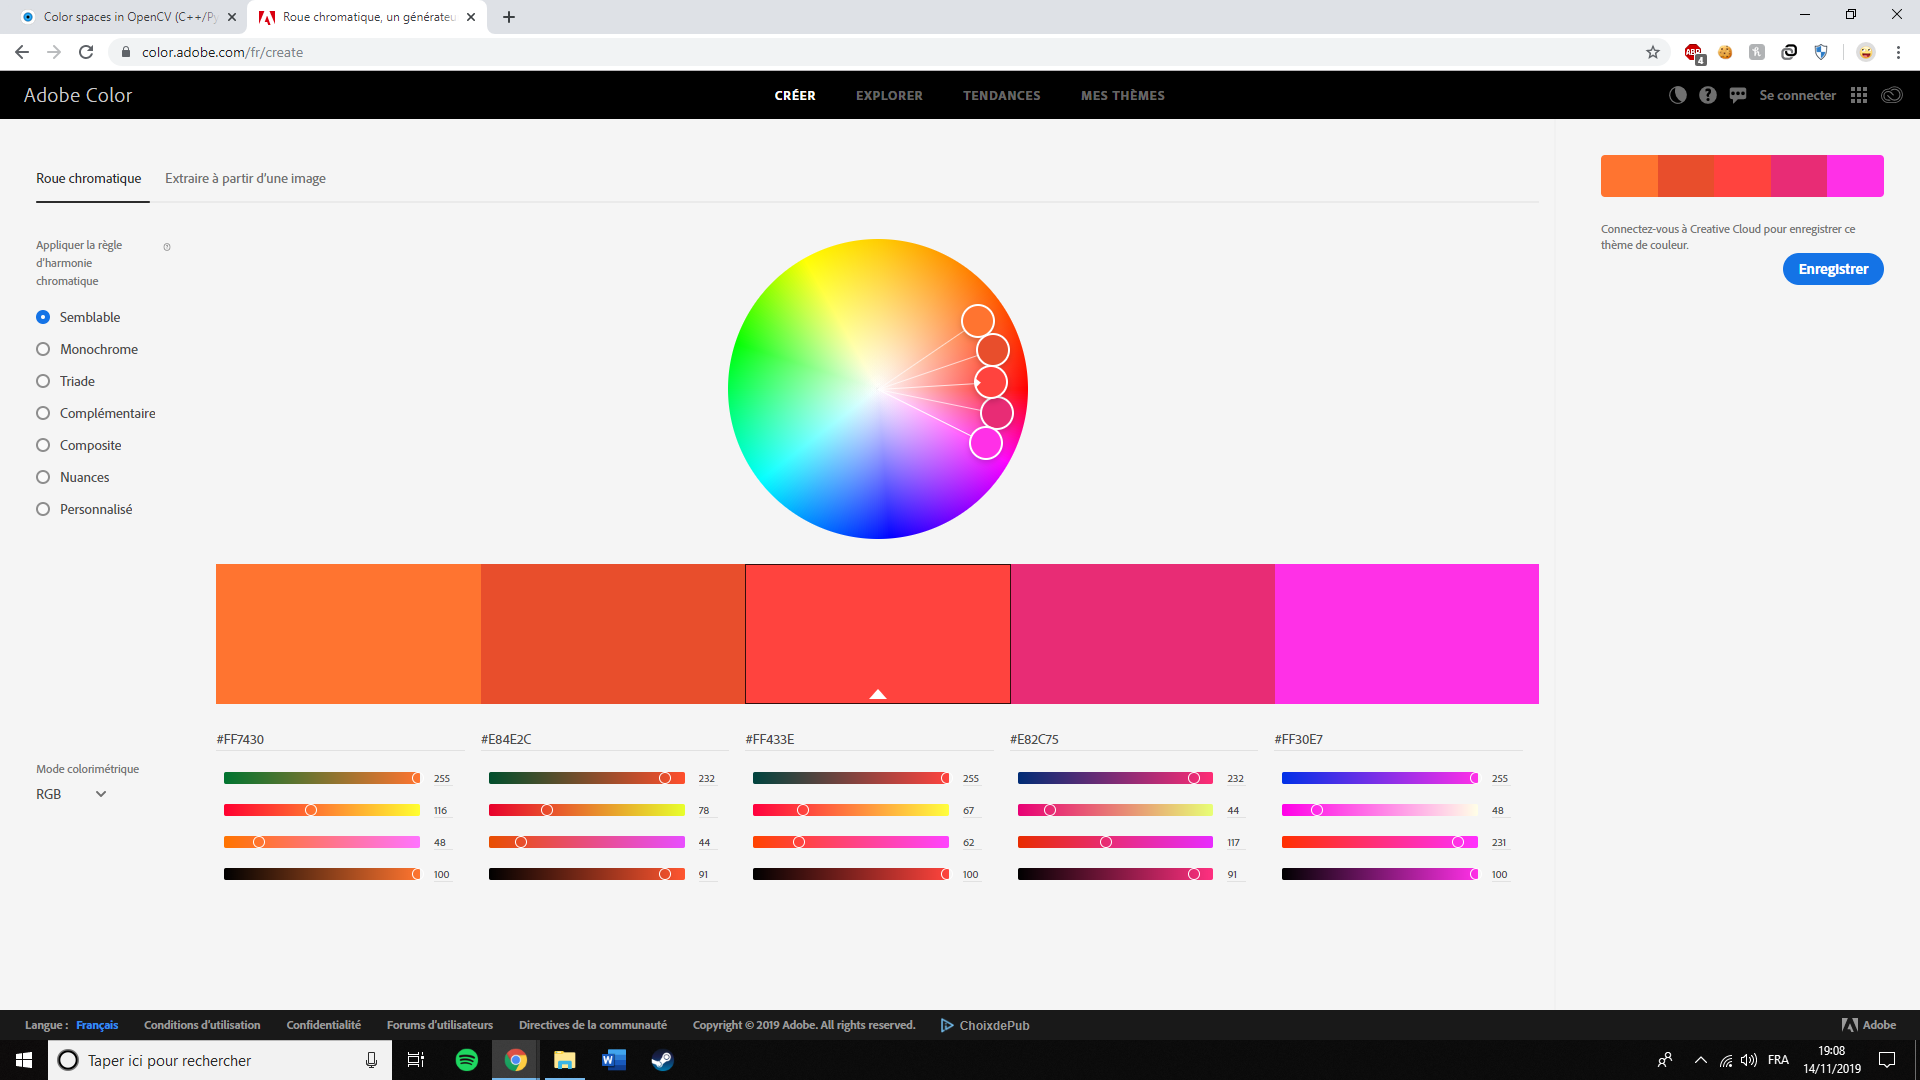 Color spaces in OpenCV (C++/Py
Roue chromatique, un générateu
color.adobe.com/fr/create
ABP
4
Adobe Color
CRÉER
EXPLORER
TENDANCES
MES THÈMES
Se connecter
Roue chromatique
Extraire à partir d'une image
Appliquer la règle
d'harmonie
chromatique
Semblable
Monochrome
Triade
Complémentaire
Composite
Nuances
Personnalisé
Connectez-vous à Creative Cloud pour enregistrer ce
thème de couleur.
Enregistrer
#FF7430
#E84E2C
#FF433E
#E82C75
#FF30E7
Mode colorimétrique
RGB
255
232
255
232
255
116
78
67
44
48
48
44
62
117
231
100
91
100
91
100
Langue :
Français
Conditions d'utilisation
Confidentialité
Forums d'utilisateurs
Directives de la communauté
Copyright © 2019 Adobe. All rights reserved.
ChoixdePub
Adobe
Taper ici pour rechercher
FRA
19:08
14/11/2019